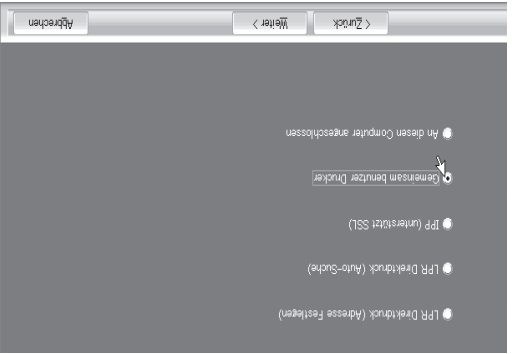 LPR Direktdruck (Adresse Festlegen)
LPR Direktdruck (Auto-Suche)
IPP (unterstützt SSL)
Gemeinsam benutzer Drucker
An diesen Computer angeschlossen
< Zurück
Weiter >
Abbrechen